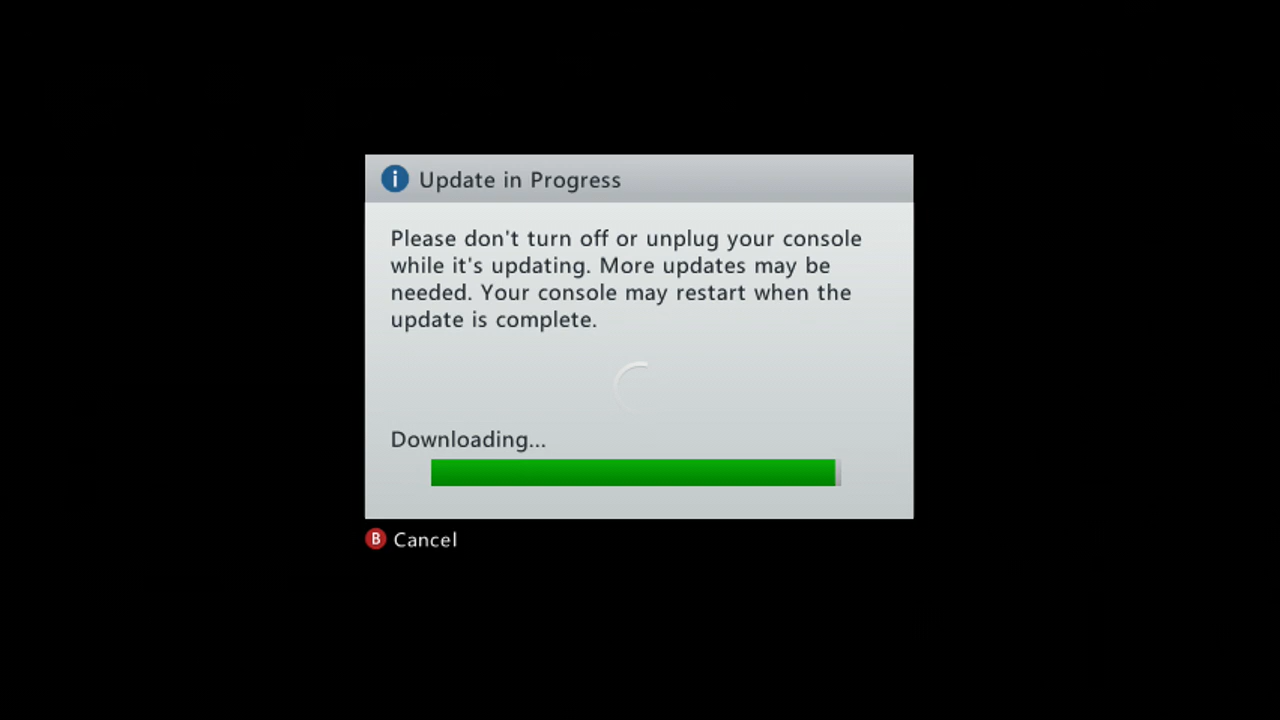 i Update in Progress
Please don't turn off or unplug your console
while it's updating. More updates may be
needed. Your console may restart when the
update is complete.
Downloading...
B Cancel